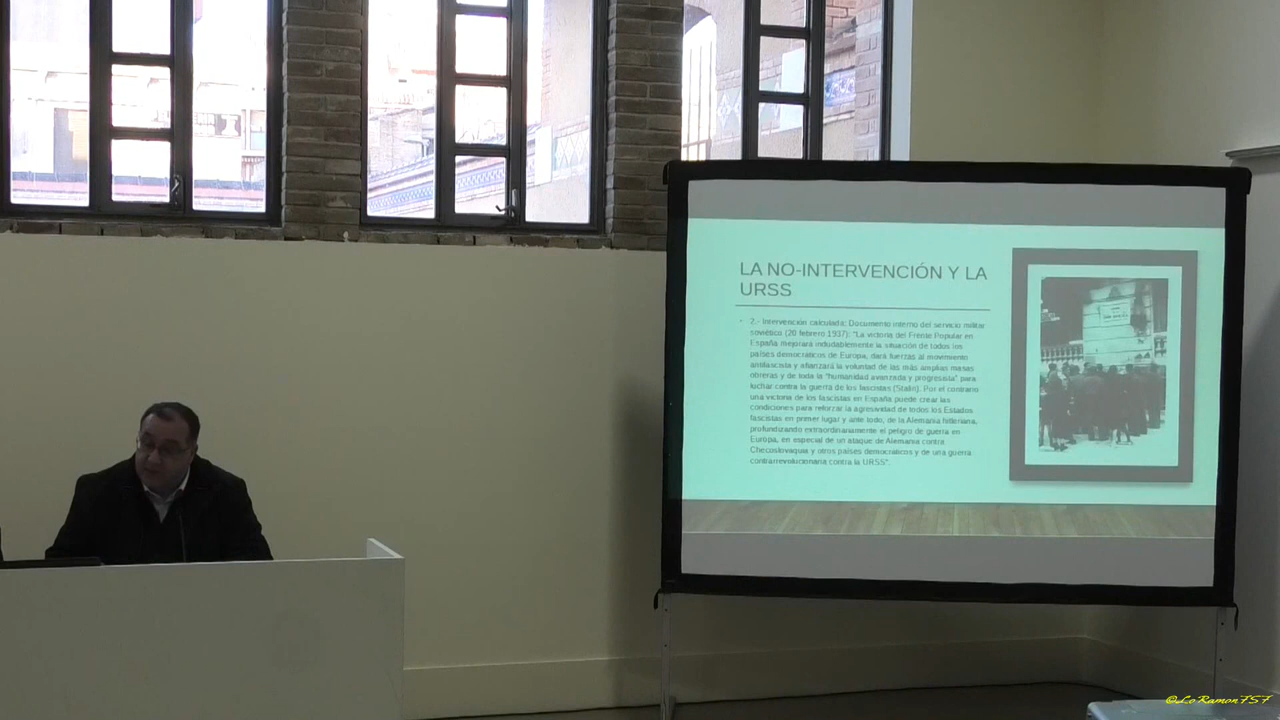 LA NO-INTERVENCIÓN Y LA
URSS
2.- Intervención calculada: Documento interno del servicio militar
soviético (20 febrero 1937): "La victoria del Frente Popular en
España mejorará indudablemente la situación de todos los
países democráticos de Europa, dará fuerzas al movimiento
antifascista y afianzará la voluntad de las más amplias masas
obreras y de toda la "humanidad avanzada y progresista" para
luchar contra la guerra de los fascistas (Stalin). Por el contrario
una victoria de los fascistas en España puede crear las
condiciones para reforzar la agresividad de todos los Estados
fascistas en primer lugar y ante todo, de la Alemania hitleriana,
profundizando extraordinariamente el peligro de guerra en
Europa, en especial de un ataque de Alemania contra
Checoslovaquia y otros países democráticos y de una guerra
contrarrevolucionaria contra la URSS".
©LoRamon757